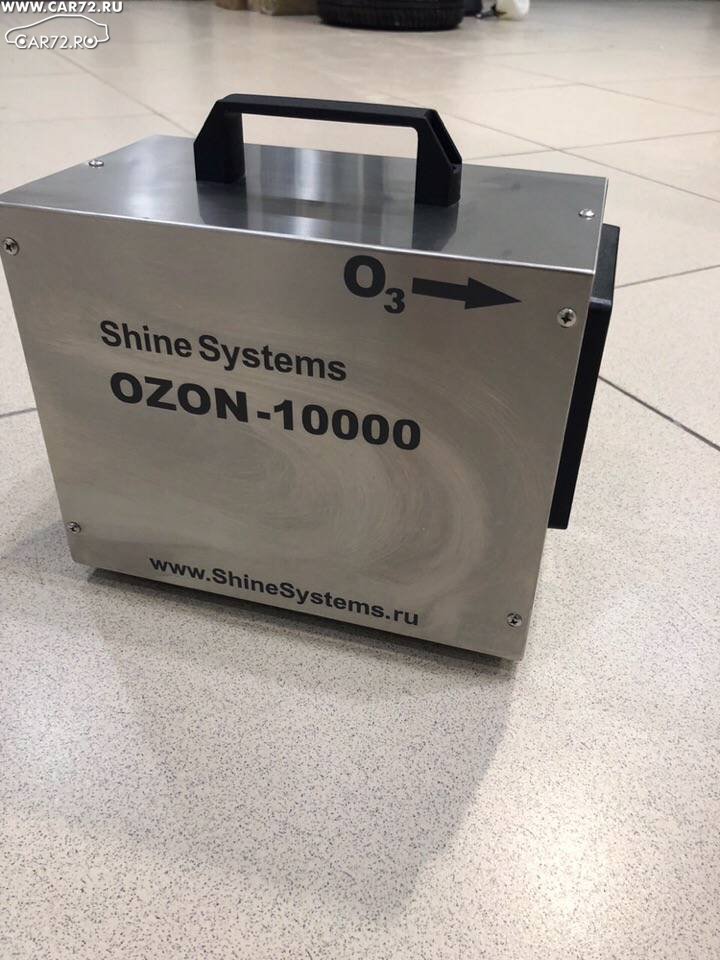 WWW.CAR72.RU
CAR72.RU
O3
Shine Systems
OZON-10000
www.ShineSystems.ru